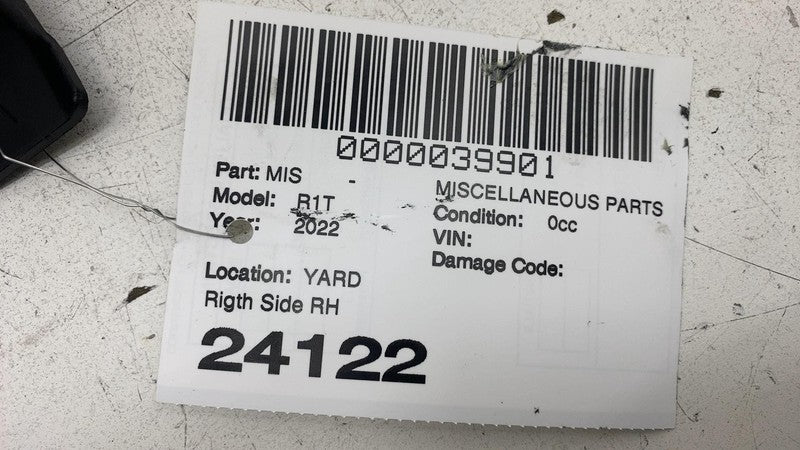 0000039901
Part: MIS - MISCELLANEOUS PARTS
Model: R1T Condition: 0cc
Year: 2022 VIN:
Damage Code:
Location: YARD
Rigth Side RH
24122